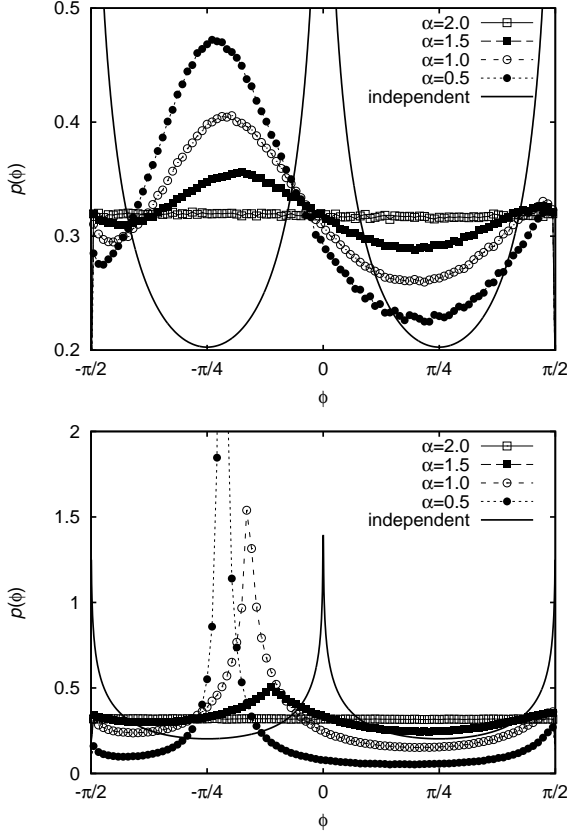 0.5
0.4
0.3
0.2
p(ϕ)
α=2.0
α=1.5
α=1.0
α=0.5
independent
-π/2
-π/4
0
π/4
π/2
ϕ
2
1.5
1
0.5
0
p(ϕ)
α=2.0
α=1.5
α=1.0
α=0.5
independent
-π/2
-π/4
0
π/4
π/2
ϕ